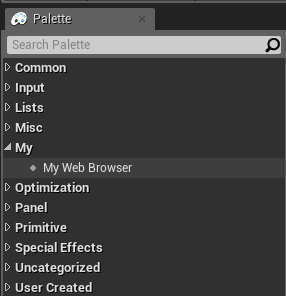 Palette
Search Palette
Common
Input
Lists
Misc
My
My Web Browser
Optimization
Panel
Primitive
Special Effects
Uncategorized
User Created